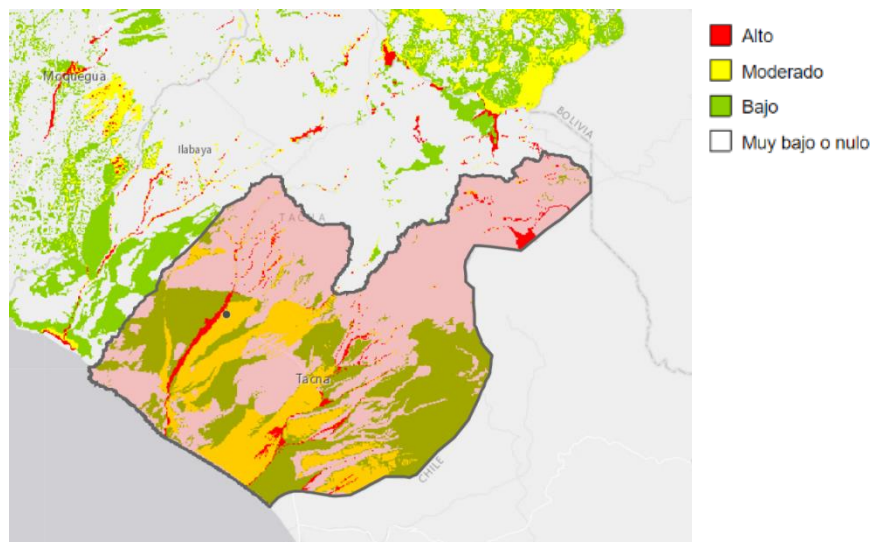 Alto
Moderado
Bajo
Muy bajo o nulo
Moquegua
Ilabaya
BOLIVIA
TACNA
Tacna
CHILE